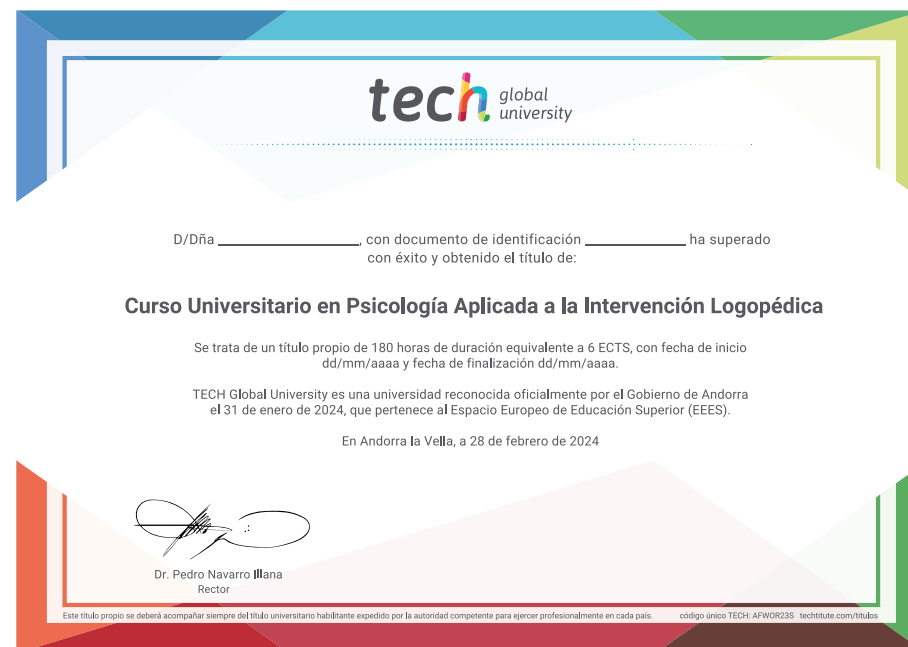 tech global university
D/Dña ____________________, con documento de identificación ______________ ha superado
con éxito y obtenido el título de:
Curso Universitario en Psicología Aplicada a la Intervención Logopédica
Se trata de un título propio de 180 horas de duración equivalente a 6 ECTS, con fecha de inicio
dd/mm/aaaa y fecha de finalización dd/mm/aaaa.
TECH Global University es una universidad reconocida oficialmente por el Gobierno de Andorra
el 31 de enero de 2024, que pertenece al Espacio Europeo de Educación Superior (EEES).
En Andorra la Vella, a 28 de febrero de 2024
Dr. Pedro Navarro Illana
Rector
Este título propio se deberá acompañar siempre del título universitario habilitante expedido por la autoridad competente para ejercer profesionalmente en cada país. código único TECH: AFWOR23S techtitute.com/titulos